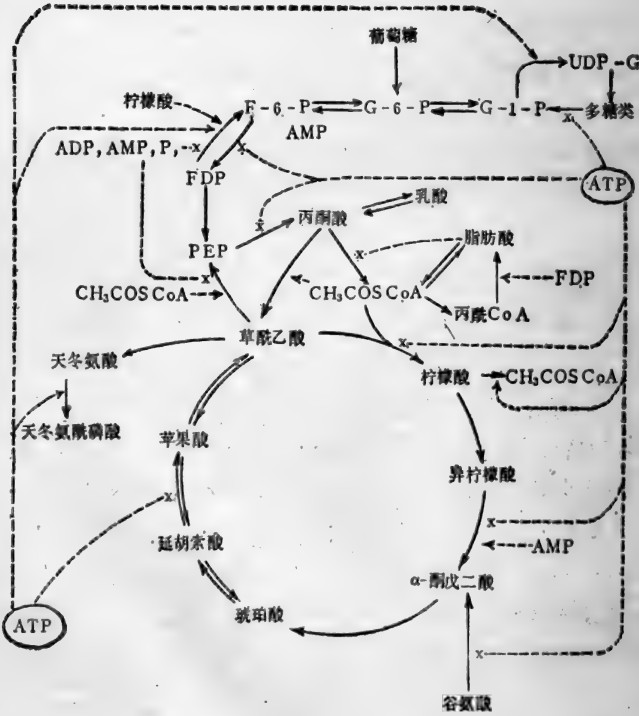 葡萄糖
UDP-G
柠檬酸 F-6-P G-6-P G-1-P x 多糖类
AMP
ADP, AMP, P, x x
FDP ATP
乳酸
丙酮酸
x
PEP x 脂肪酸
x
CH₃COSCoA CH₃COSCoA FDP
丙酰CoA
草酰乙酸
x
天冬氨酸 柠檬酸 CH₃COSCoA
天冬氨酰磷酸 苹果酸
异柠檬酸
x x
延胡索酸 AMP
α-酮戊二酸
ATP 琥珀酸
x
谷氨酸